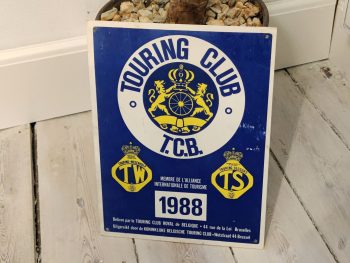 TOURING CLUB
T.C.B.
TW
TS
MEMBRE DE L'ALLIANCE
INTERNATIONALE DE TOURISME
1988
Délivré par le TOURING CLUB ROYAL de BELGIQUE • 44 rue de la Loi Bruxelles
Uitgereikt door de KONINKLIJKE BELGISCHE TOURING CLUB • Wetstraat 44 Brussel